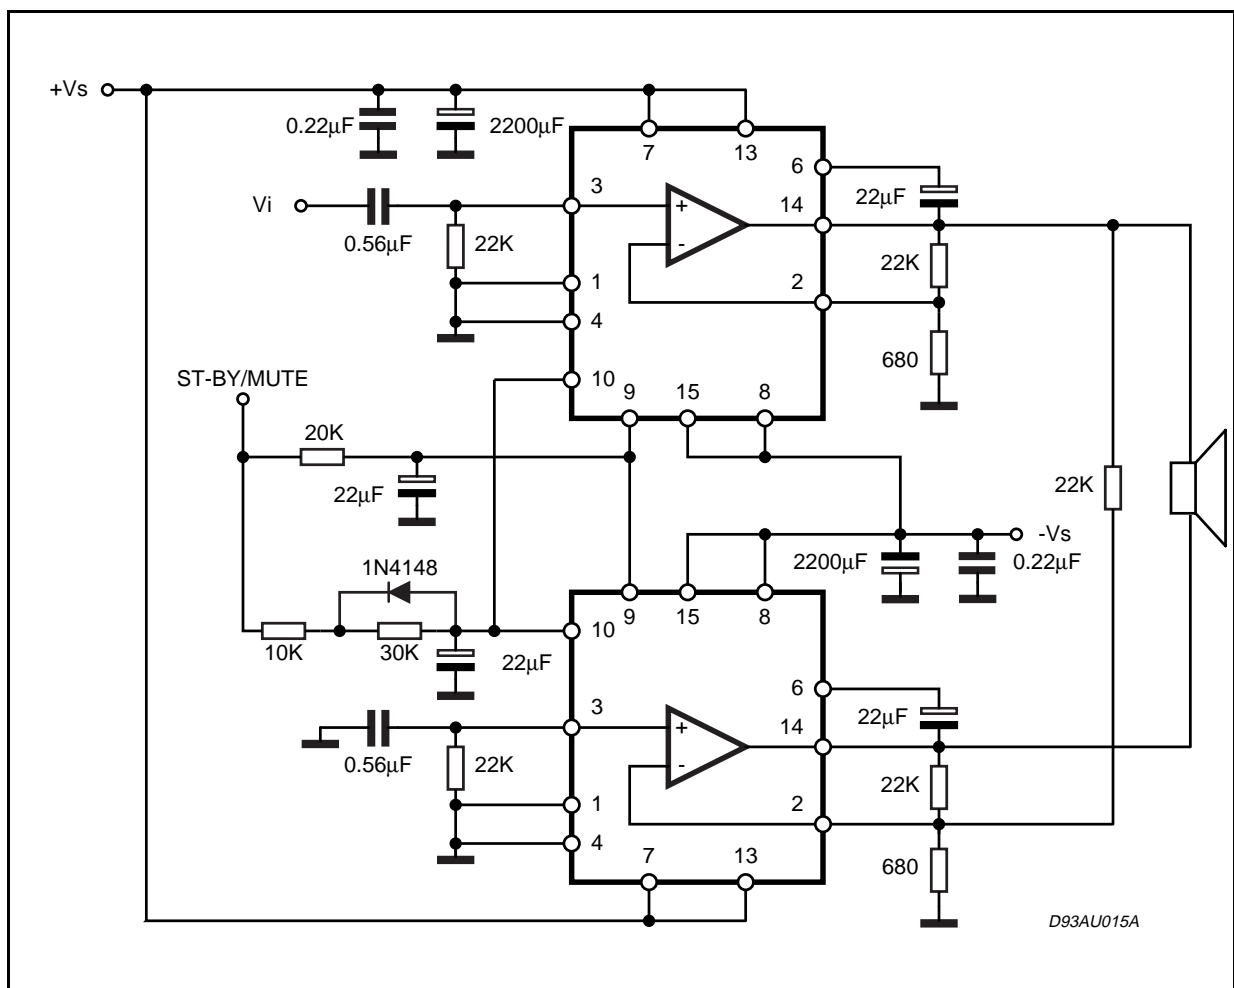 +Vs
0.22µF
2200µF
7
13
6
3
Vi
+
14
22µF
0.56µF
22K
-
22K
1
2
4
680
ST-BY/MUTE
10
9
15
8
20K
22µF
22K
-Vs
1N4148
2200µF
0.22µF
9
15
8
10
10K
30K
22µF
6
3
22µF
+
14
0.56µF
22K
-
22K
1
2
4
7
13
680
D93AU015A